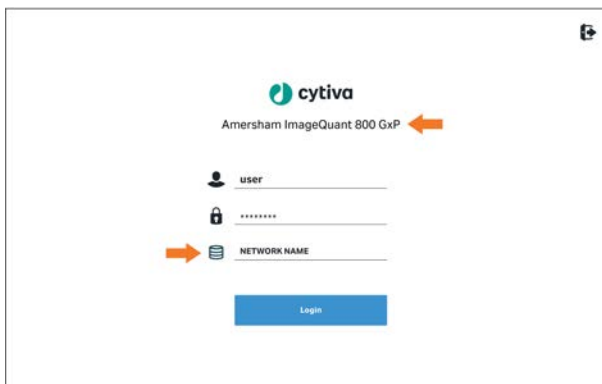 cytiva
Amersham ImageQuant 800 GxP
user
********
NETWORK NAME
Login